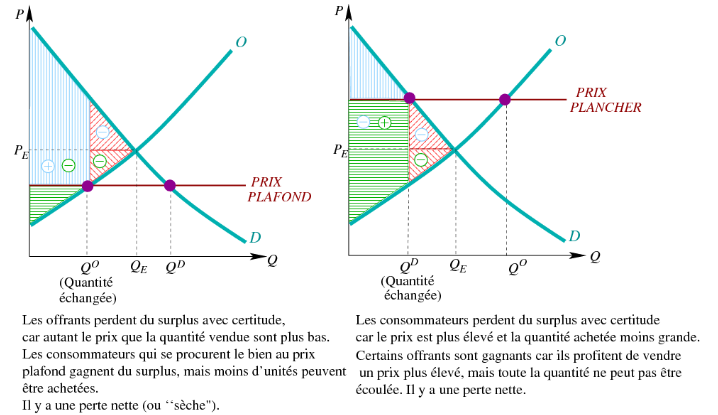 P
O
P_E
PRIX
PLAFOND
D
Q^O
Q_E
Q^D
Q
(Quantité
échangée)
Les offrants perdent du surplus avec certitude,
car autant le prix que la quantité vendue sont plus bas.
Les consommateurs qui se procurent le bien au prix
plafond gagnent du surplus, mais moins d'unités peuvent
être achetées.
Il y a une perte nette (ou ‘‘sèche").
P
O
PRIX
PLANCHER
P_E
D
Q^D
Q_E
Q^O
Q
(Quantité
échangée)
Les consommateurs perdent du surplus avec certitude
car le prix est plus élevé et la quantité achetée moins grande.
Certains offrants sont gagnants car ils profitent de vendre
un prix plus élevé, mais toute la quantité ne peut pas être
écoulée. Il y a une perte nette.